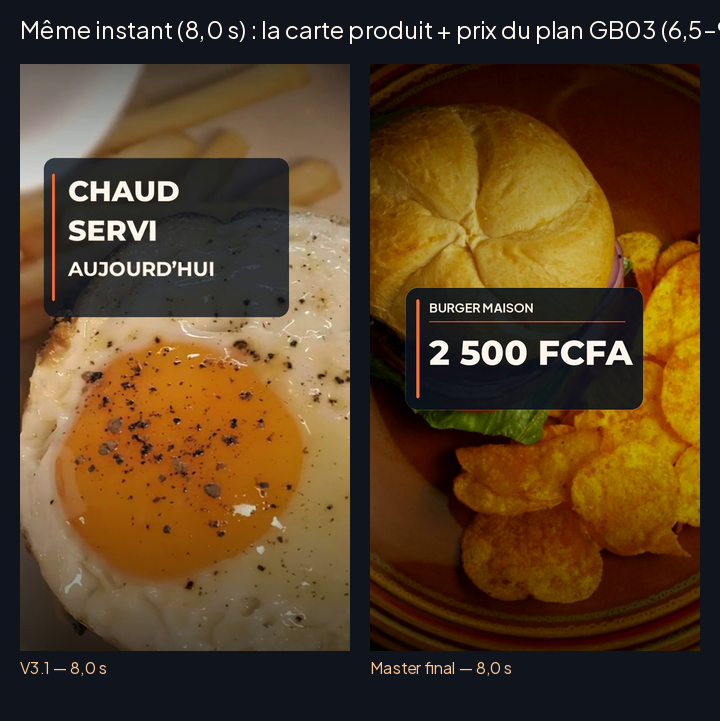 Même instant (8,0 s) : la carte produit + prix du plan GB03 (6,5–
CHAUD
SERVI
AUJOURD’HUI
BURGER MAISON
2 500 FCFA
V3.1 — 8,0 s
Master final — 8,0 s